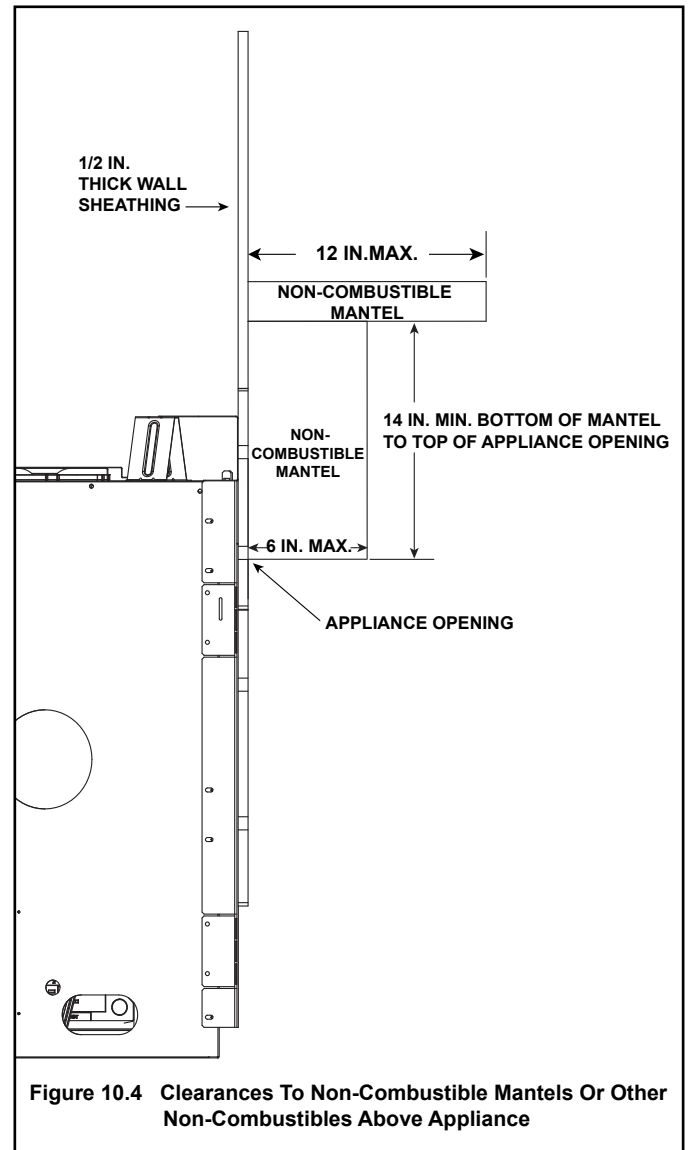 1/2 IN.
THICK WALL
SHEATHING
12 IN.MAX.
NON-COMBUSTIBLE
MANTEL
14 IN. MIN. BOTTOM OF MANTEL
TO TOP OF APPLIANCE OPENING
NON-
COMBUSTIBLE
MANTEL
6 IN. MAX.
APPLIANCE OPENING
Figure 10.4 Clearances To Non-Combustible Mantels Or Other
Non-Combustibles Above Appliance